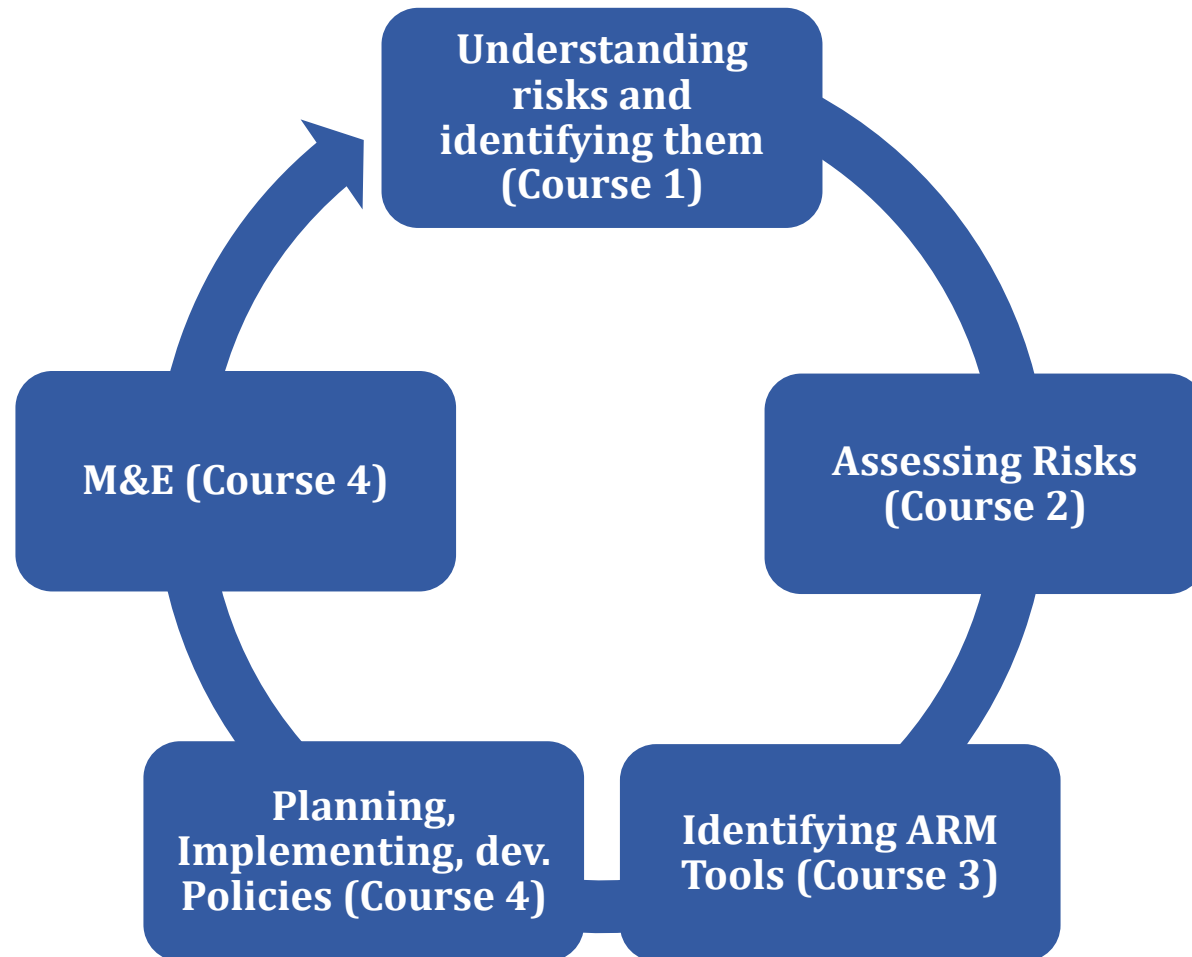 Understanding
risks and
identifying them
(Course 1)
Assessing Risks
(Course 2)
Identifying ARM
Tools (Course 3)
Planning,
Implementing, dev.
Policies (Course 4)
M&E (Course 4)